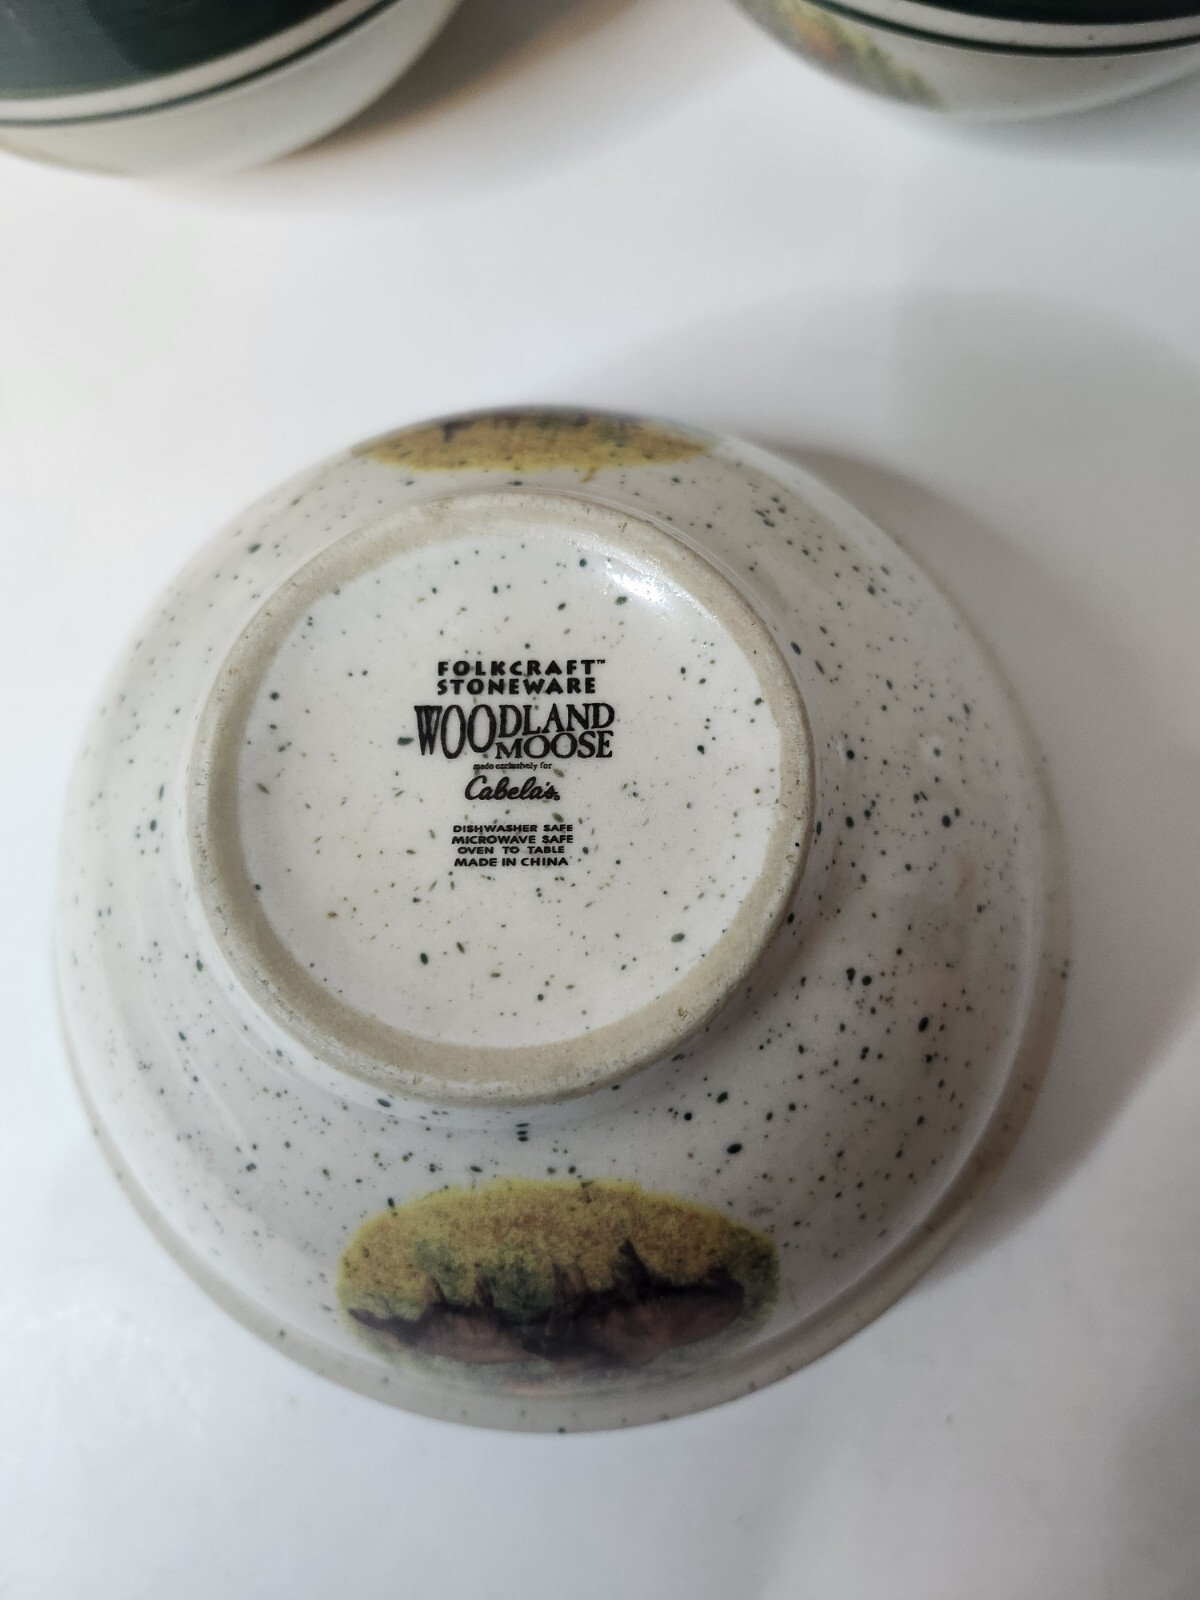 FOLKCRAFT™
STONEWARE
WOODLAND
MOOSE
made exclusively for
Cabela's®
DISHWASHER SAFE
MICROWAVE SAFE
OVEN TO TABLE
MADE IN CHINA